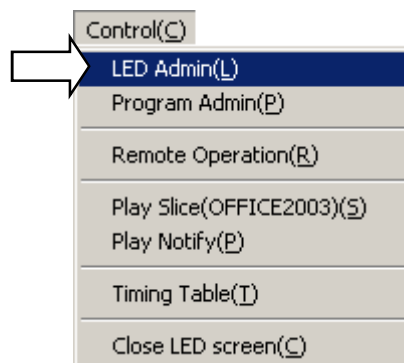 Control(C)
LED Admin(L)
Program Admin(P)
Remote Operation(R)
Play Slice(OFFICE2003)(S)
Play Notify(P)
Timing Table(T)
Close LED screen(C)